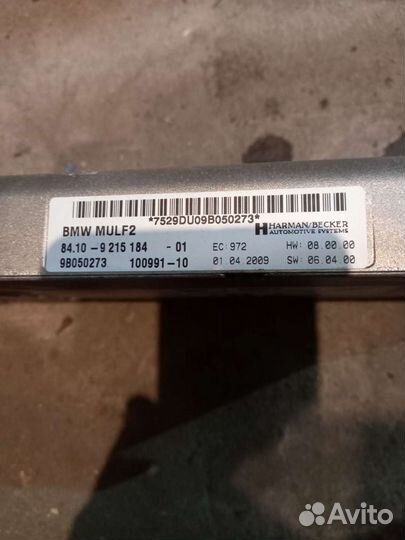 *7529DU09B050273*
BMW MULF2
HARMAN/BECKER
AUTOMOTIVE SYSTEMS
84.10-9 215 184 -01 EC: 972 HW: 08.00.00
9B050273 100991-10 01.04.2009 SW: 06.04.00
Avito